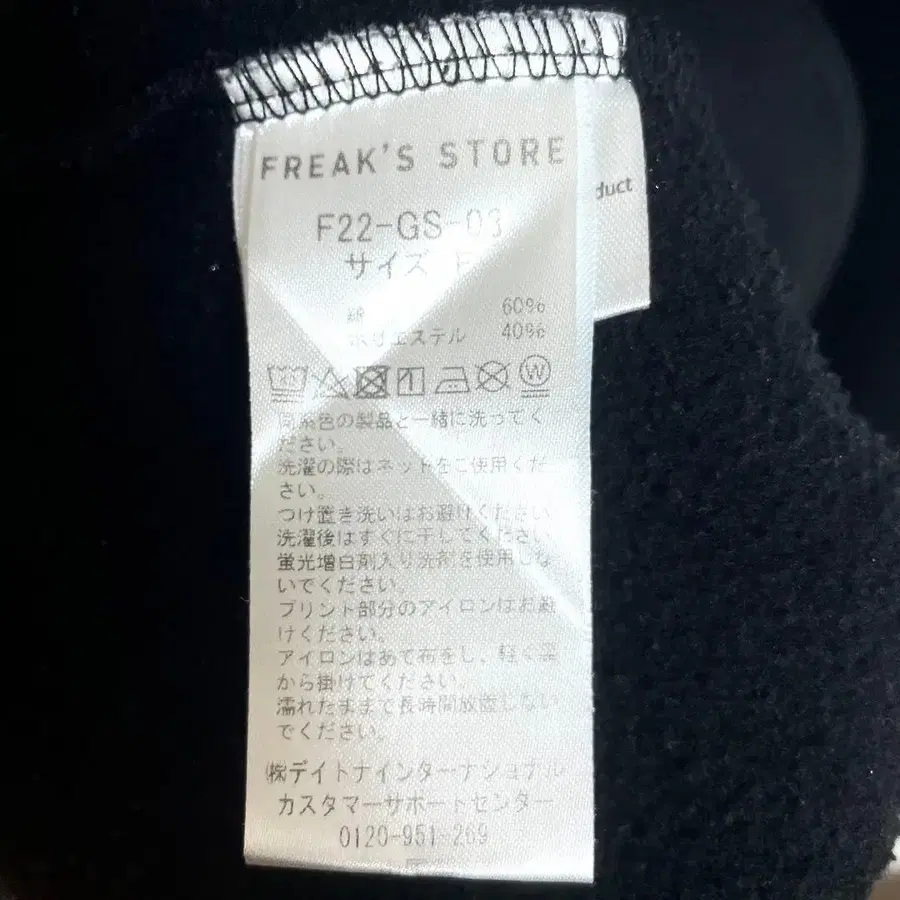 FREAK'S STORE
duct
F22-GS-03
サイズ F
綿 60%
ポリエステル 40%
W
同系色の製品と一緒に洗ってく
ださい。
洗濯の際はネットをご使用くだ
さい。
つけ置き洗いはお避けください
洗濯後はすぐに干してください
蛍光増白剤入り洗剤を使用しな
いでください。
プリント部分のアイロンはお避
けください。
アイロンはあて布をし、軽く温
から掛けてください。
濡れたままで長時間放置しない
でください。
㈱デイトナインターナショナル
カスタマーサポートセンター
0120-951-269